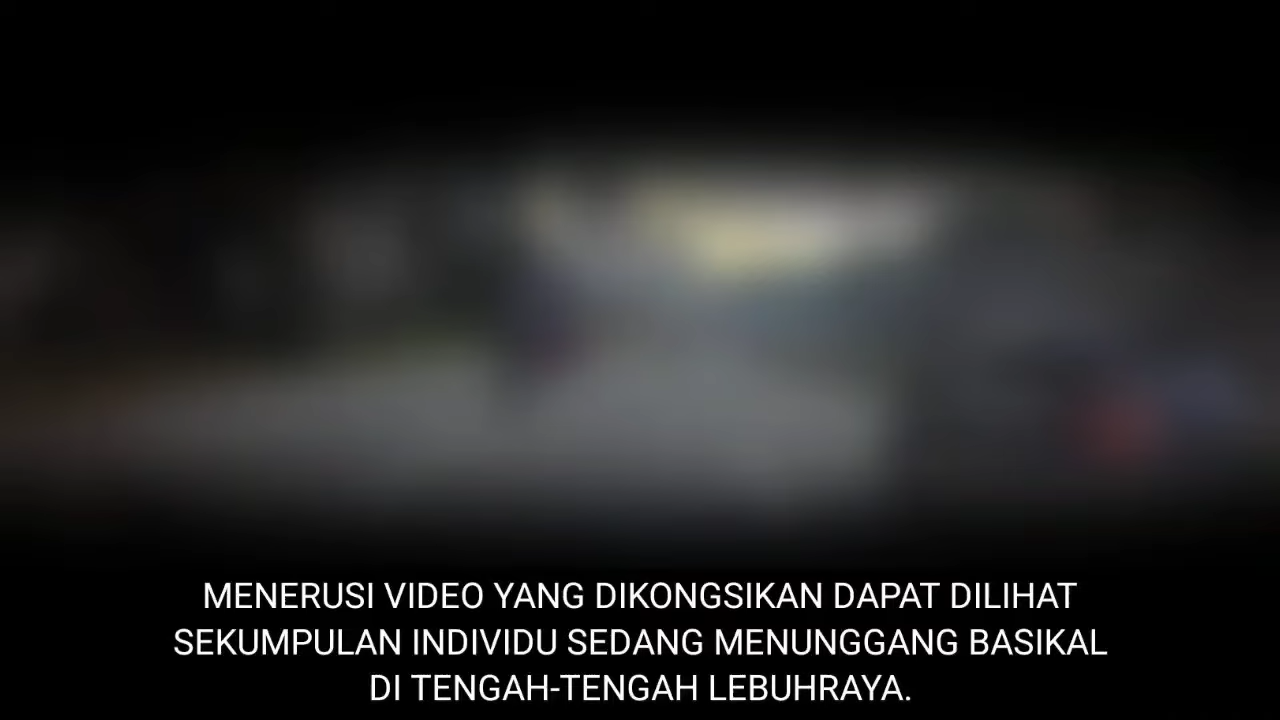 MENERUSI VIDEO YANG DIKONGSIKAN DAPAT DILIHAT
SEKUMPULAN INDIVIDU SEDANG MENUNGGANG BASIKAL
DI TENGAH-TENGAH LEBUHRAYA.